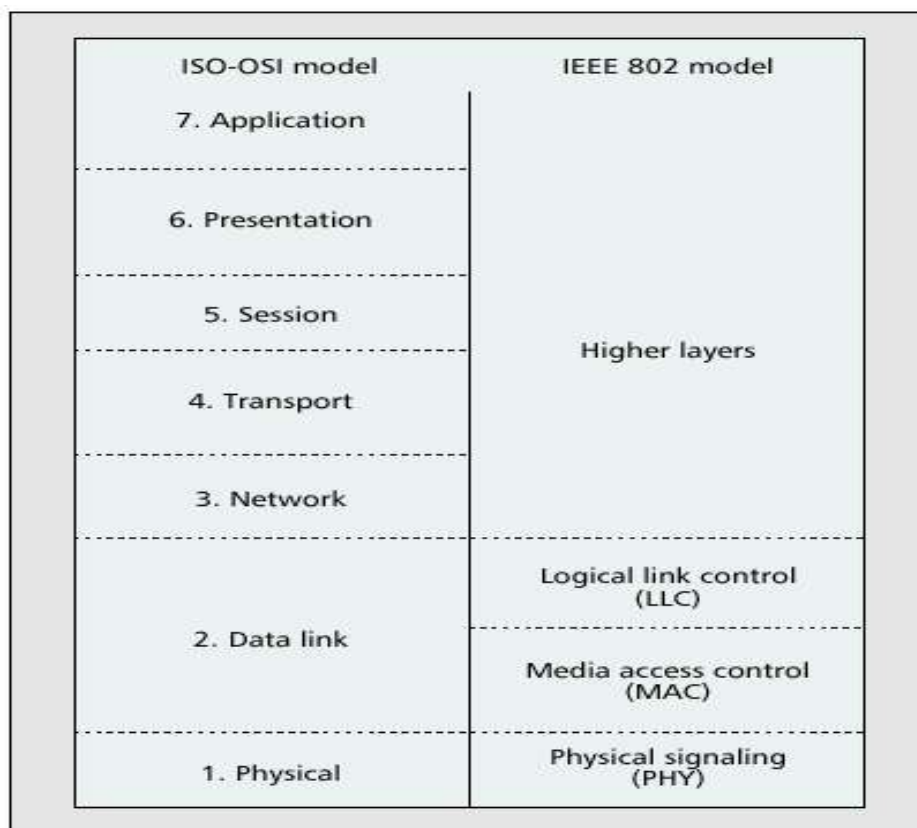 ISO-OSI model
7. Application
6. Presentation
5. Session
4. Transport
3. Network
2. Data link
1. Physical
IEEE 802 model
Higher layers
Logical link control
(LLC)
Media access control
(MAC)
Physical signaling
(PHY)